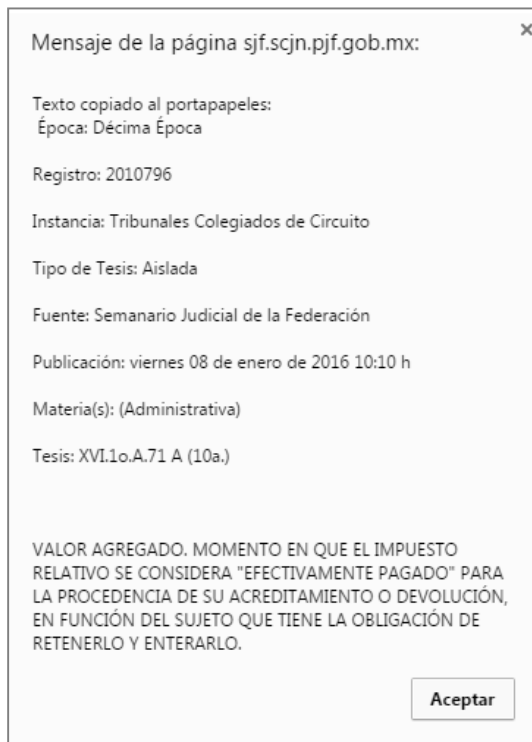 Mensaje de la página sjf.scjn.pjf.gob.mx:
×
Texto copiado al portapapeles:
Época: Décima Época
Registro: 2010796
Instancia: Tribunales Colegiados de Circuito
Tipo de Tesis: Aislada
Fuente: Semanario Judicial de la Federación
Publicación: viernes 08 de enero de 2016 10:10 h
Materia(s): (Administrativa)
Tesis: XVI.1o.A.71 A (10a.)
VALOR AGREGADO. MOMENTO EN QUE EL IMPUESTO
RELATIVO SE CONSIDERA "EFECTIVAMENTE PAGADO" PARA
LA PROCEDENCIA DE SU ACREDITAMIENTO O DEVOLUCIÓN,
EN FUNCIÓN DEL SUJETO QUE TIENE LA OBLIGACIÓN DE
RETENERLO Y ENTERARLO.
Aceptar